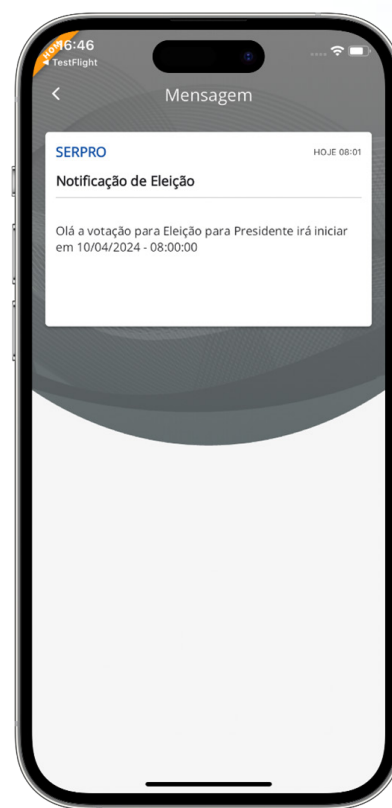 16:46
TestFlight
Mensagem
SERPRO
HOJE 08:01
Notificação de Eleição
Olá a votação para Eleição para Presidente irá iniciar
em 10/04/2024 - 08:00:00